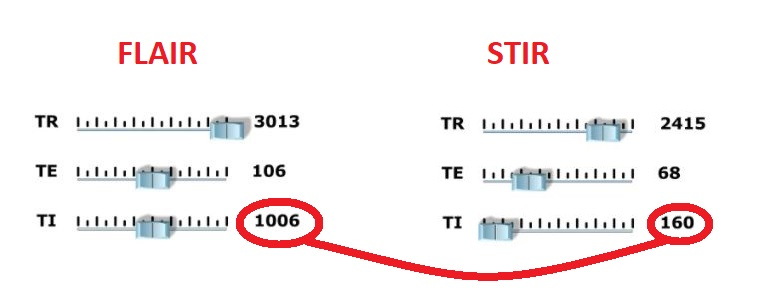 FLAIR
TR 3013
TE 106
TI 1006
STIR
TR 2415
TE 68
TI 160